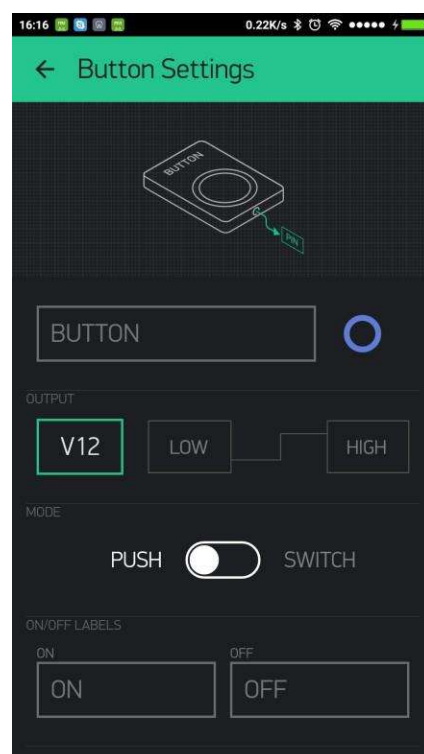 16:16 0.22K/s
Button Settings
BUTTON
PIN
BUTTON
OUTPUT
V12 LOW HIGH
MODE
PUSH SWITCH
ON/OFF LABELS
ON OFF
ON OFF